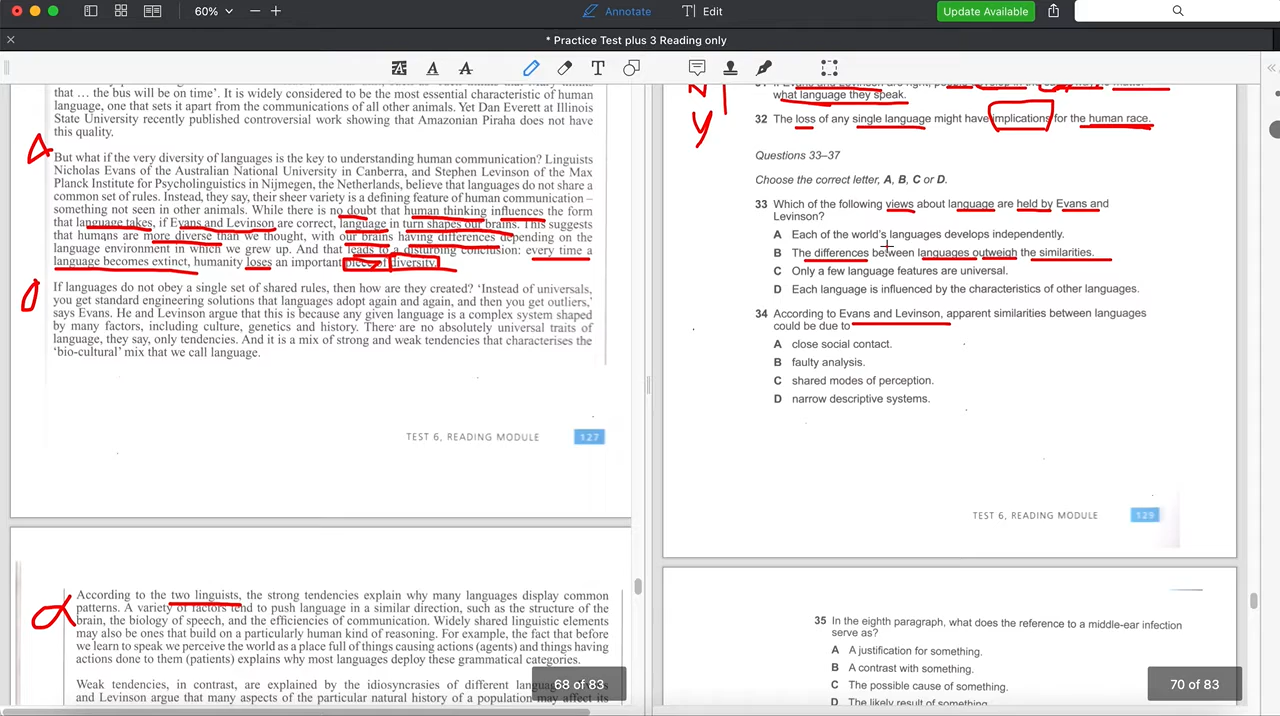 60%
Annotate
Edit
Update Available
* Practice Test plus 3 Reading only
that … the bus will be on time’. It is widely considered to be the most essential characteristic of human
language, one that sets it apart from the communications of all other animals. Yet Dan Everett at Illinois
State University recently published controversial work showing that Amazonian Piraha does not have
this quality.
But what if the very diversity of languages is the key to understanding human communication? Linguists
Nicholas Evans of the Australian National University in Canberra, and Stephen Levinson of the Max
Planck Institute for Psycholinguistics in Nijmegen, the Netherlands, believe that languages do not share a
common set of rules. Instead, they say, their sheer variety is a defining feature of human communication –
something not seen in other animals. While there is no doubt that human thinking influences the form
that language takes, if Evans and Levinson are correct, language in turn shapes our brains. This suggests
that humans are more diverse than we thought, with our brains having differences depending on the
language environment in which we grew up. And that leads to a disturbing conclusion: every time a
language becomes extinct, humanity loses an important piece of diversity.
If languages do not obey a single set of shared rules, then how are they created? ‘Instead of universals,
you get standard engineering solutions that languages adopt again and again, and then you get outliers,’
says Evans. He and Levinson argue that this is because any given language is a complex system shaped
by many factors, including culture, genetics and history. There are no absolutely universal traits of
language, they say, only tendencies. And it is a mix of strong and weak tendencies that characterises the
‘bio-cultural’ mix that we call language.
TEST 6, READING MODULE 127
According to the two linguists, the strong tendencies explain why many languages display common
patterns. A variety of factors tend to push language in a similar direction, such as the structure of the
brain, the biology of speech, and the efficiencies of communication. Widely shared linguistic elements
may also be ones that build on a particularly human kind of reasoning. For example, the fact that before
we learn to speak we perceive the world as a place full of things causing actions (agents) and things having
actions done to them (patients) explains why most languages deploy these grammatical categories.
Weak tendencies, in contrast, are explained by the idiosyncrasies of different
and Levinson argue that many aspects of the particular natural history of a population may affect its
68 of 83
what language they speak.
Y
32 The loss of any single language might have implications for the human race.
Questions 33–37
Choose the correct letter, A, B, C or D.
33 Which of the following views about language are held by Evans and
Levinson?
A Each of the world's languages develops independently.
B The differences between languages outweigh the similarities.
C Only a few language features are universal.
D Each language is influenced by the characteristics of other languages.
34 According to Evans and Levinson, apparent similarities between languages
could be due to
A close social contact.
B faulty analysis.
C shared modes of perception.
D narrow descriptive systems.
TEST 6, READING MODULE 129
35 In the eighth paragraph, what does the reference to a middle-ear infection
serve as?
A A justification for something.
B A contrast with something.
C The possible cause of something.
D The likely result of something.
70 of 83